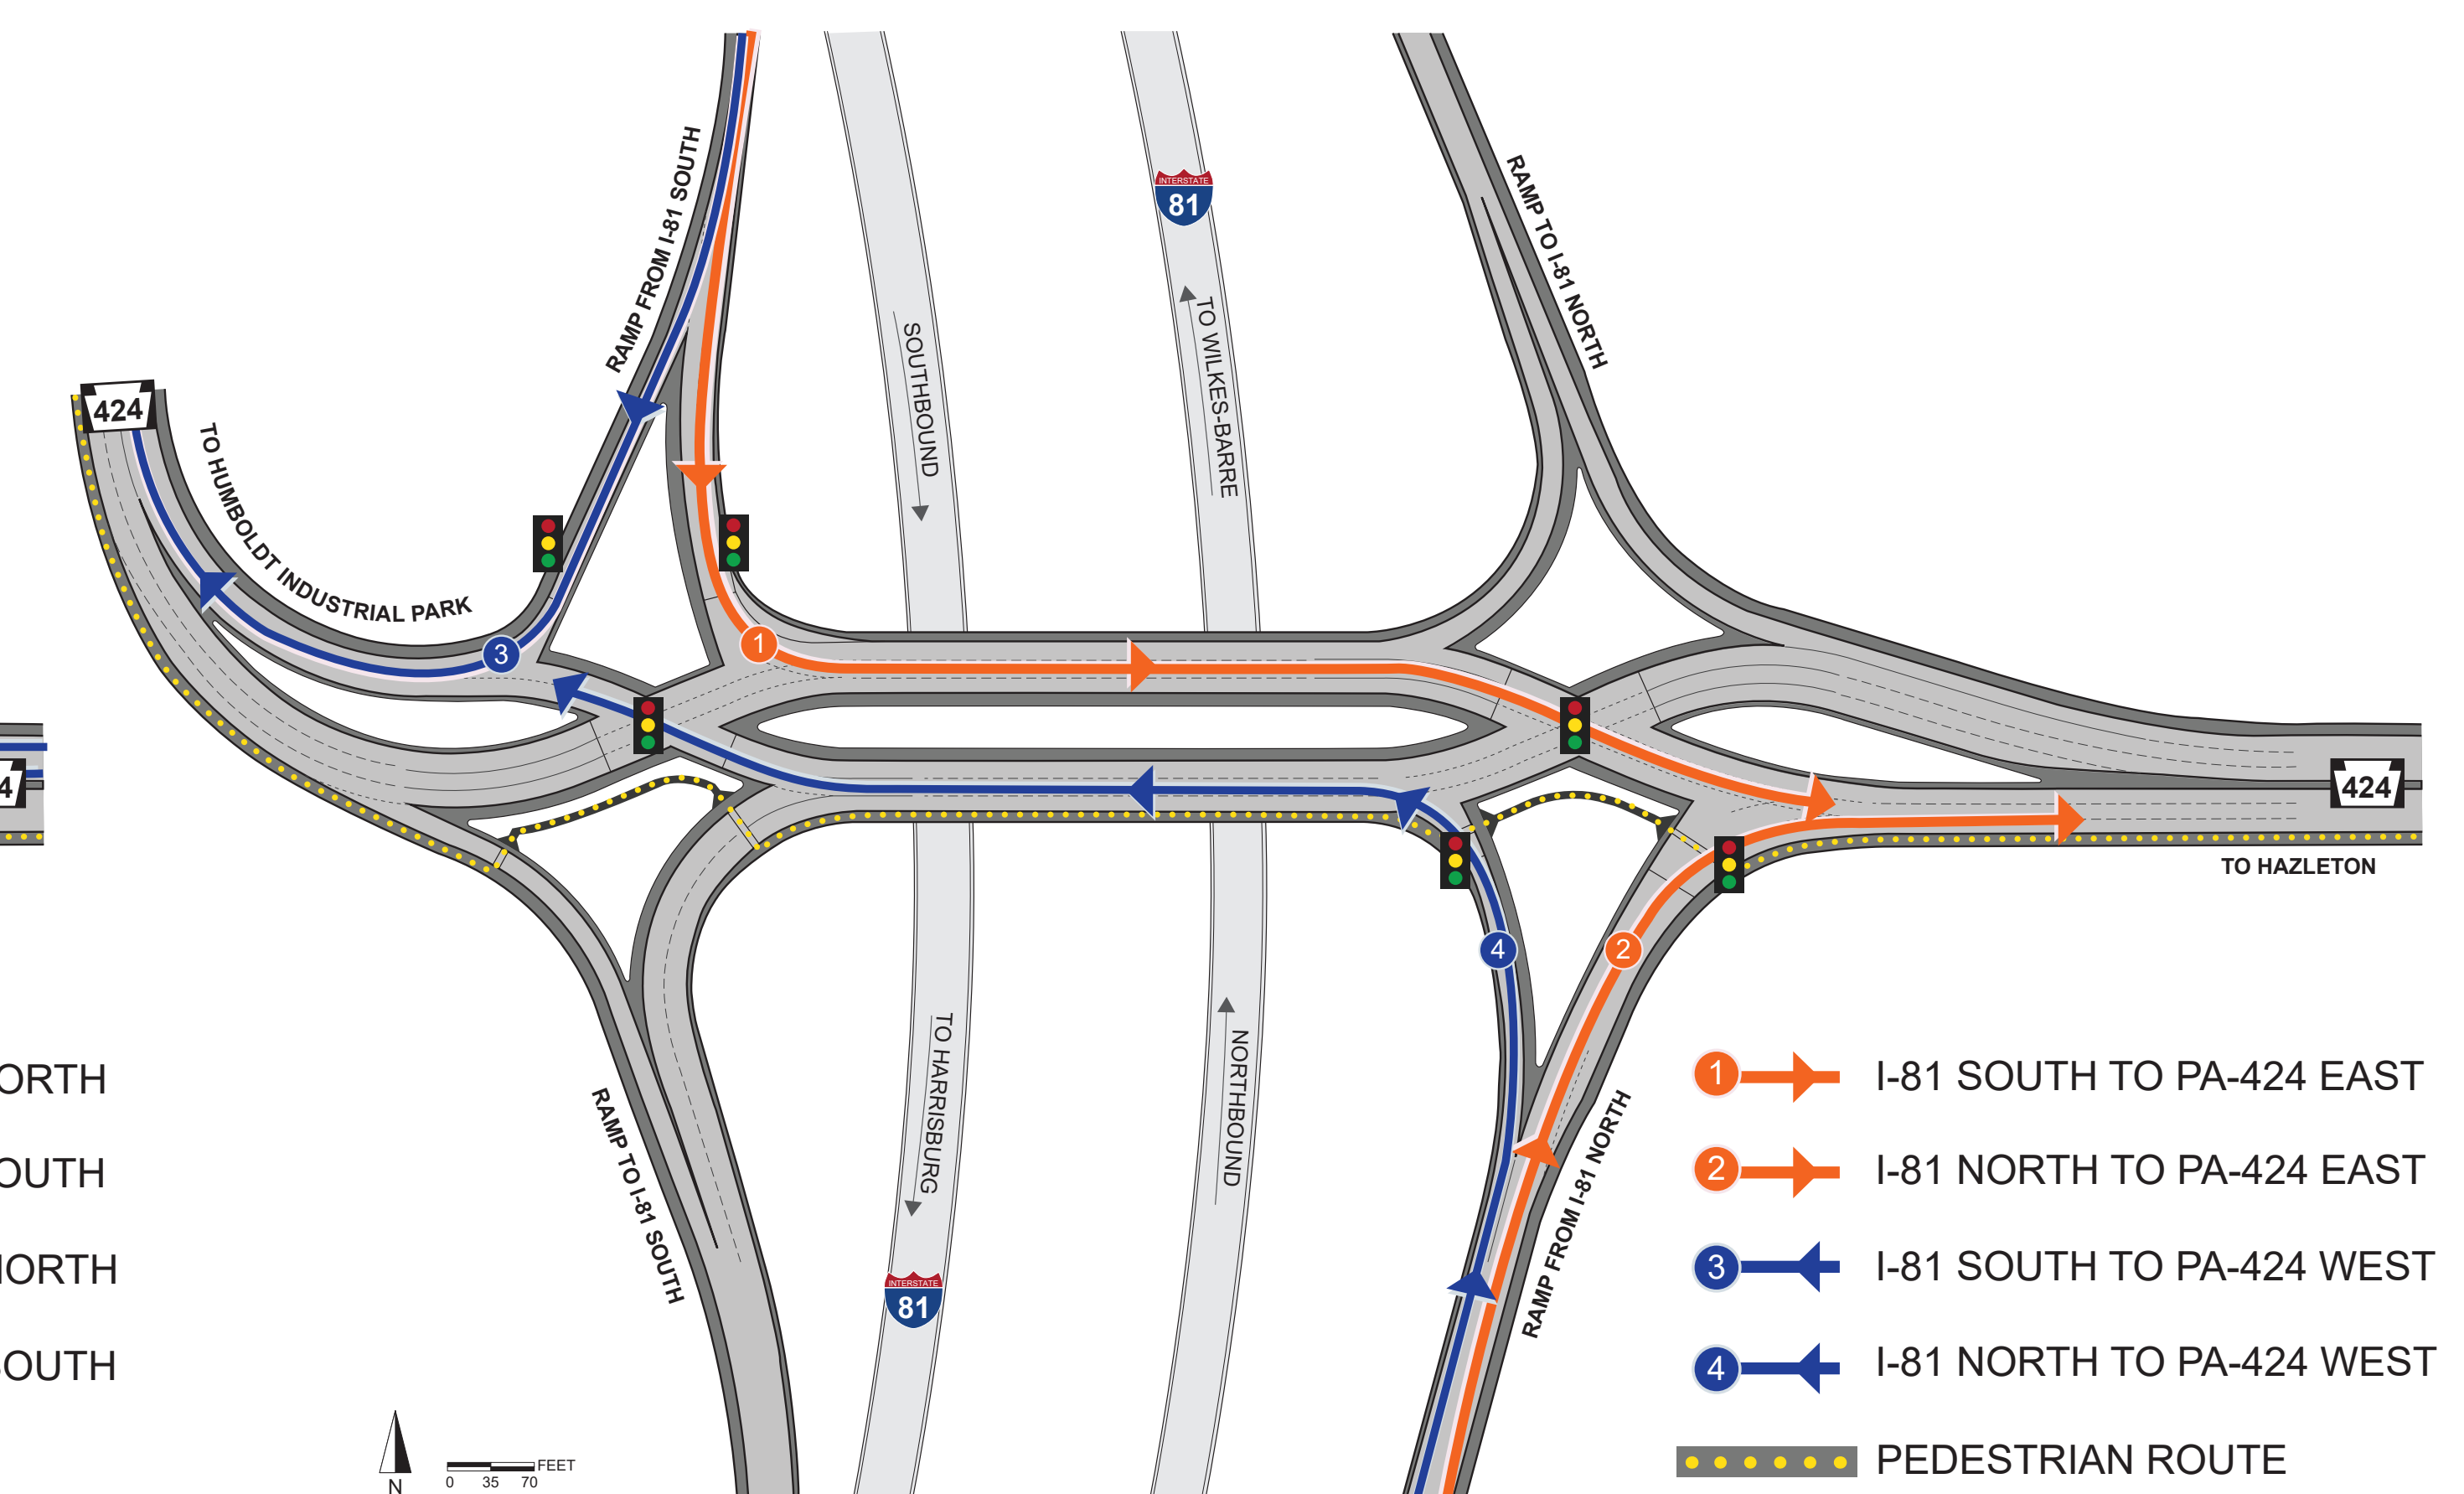 RAMP FROM I-81 SOUTH
INTERSTATE
81
RAMP TO I-81 NORTH
SOUTHBOUND
TO WILKES-BARRE
424
TO HUMBOLDT INDUSTRIAL PARK
1
3
424
4
TO HAZLETON
4
2
TO HARRISBURG
NORTHBOUND
RAMP TO I-81 SOUTH
RAMP FROM I-81 NORTH
INTERSTATE
81
ORTH
OUTH
NORTH
SOUTH
1 I-81 SOUTH TO PA-424 EAST
2 I-81 NORTH TO PA-424 EAST
3 I-81 SOUTH TO PA-424 WEST
4 I-81 NORTH TO PA-424 WEST
PEDESTRIAN ROUTE
N
FEET
0 35 70